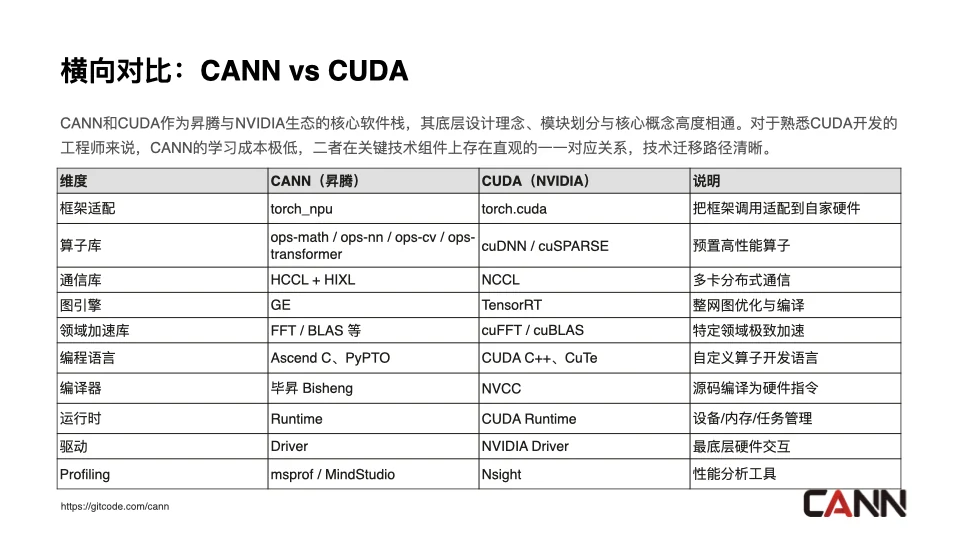 横向对比：CANN vs CUDA
CANN和CUDA作为昇腾与NVIDIA生态的核心软件栈，其底层设计理念、模块划分与核心概念高度相通。对于熟悉CUDA开发的
工程师来说，CANN的学习成本极低，二者在关键技术组件上存在直观的一一对应关系，技术迁移路径清晰。
维度 CANN（昇腾） CUDA（NVIDIA） 说明
框架适配 torch_npu torch.cuda 把框架调用适配到自家硬件
算子库 ops-math / ops-nn / ops-cv / ops-
transformer cuDNN / cuSPARSE 预置高性能算子
通信库 HCCL + HIXL NCCL 多卡分布式通信
图引擎 GE TensorRT 整网图优化与编译
领域加速库 FFT / BLAS 等 cuFFT / cuBLAS 特定领域极致加速
编程语言 Ascend C、PyPTO CUDA C++、CuTe 自定义算子开发语言
编译器 毕昇 Bisheng NVCC 源码编译为硬件指令
运行时 Runtime CUDA Runtime 设备/内存/任务管理
驱动 Driver NVIDIA Driver 最底层硬件交互
Profiling msprof / MindStudio Nsight 性能分析工具
https://gitcode.com/cann
CANN